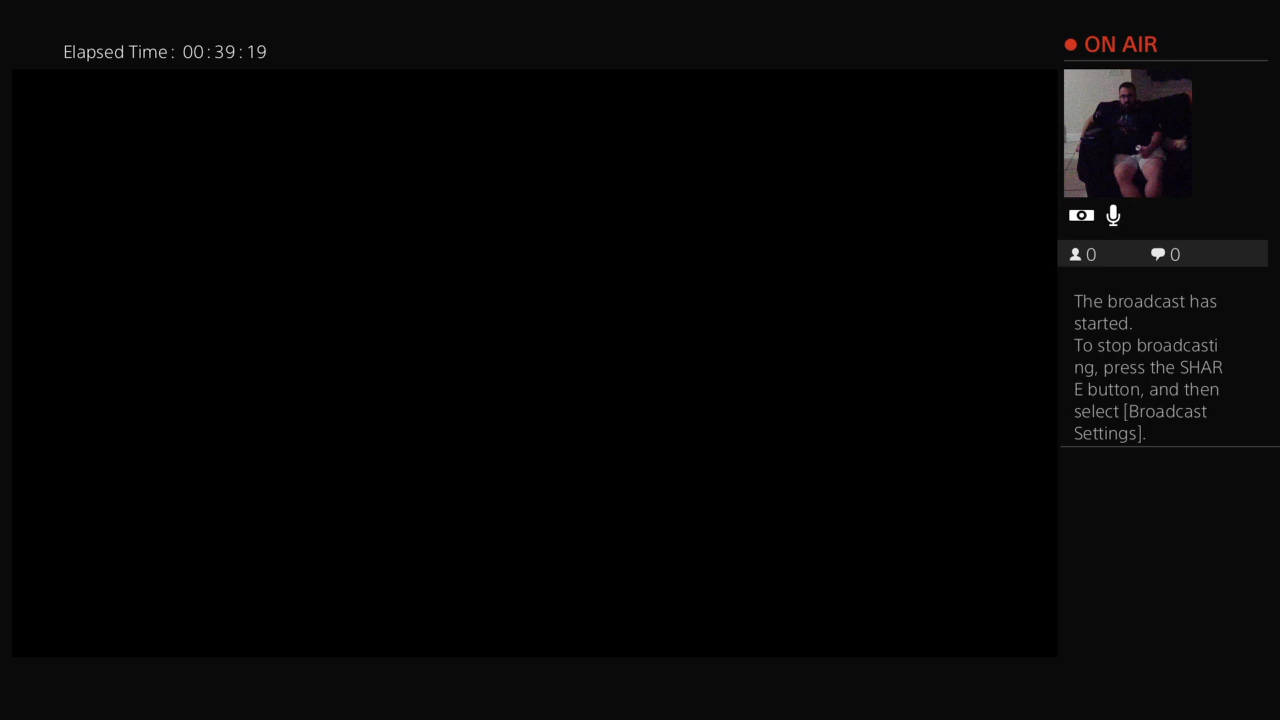 Elapsed Time: 00:39:19
ON AIR
0 0
The broadcast has
started.
To stop broadcasti
ng, press the SHAR
E button, and then
select [Broadcast
Settings].